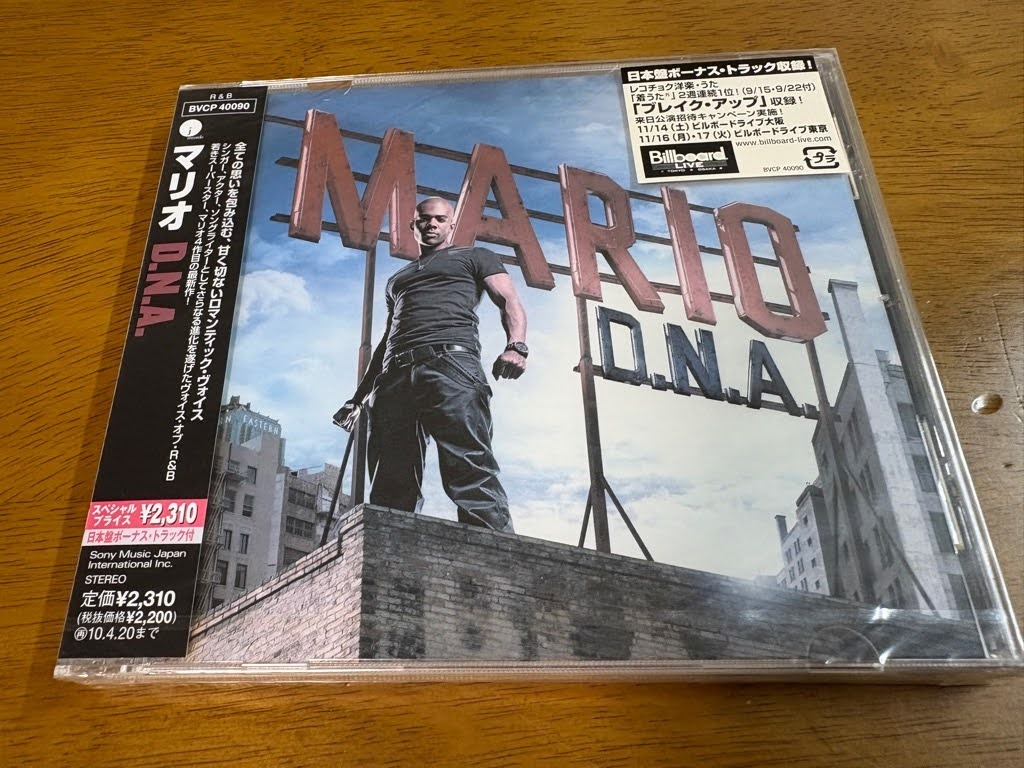 R&B
BVCP 40090
マリオ
D.N.A.
全ての思いを包み込む、甘く切ないロマンティック・ヴォイス
シンガー、アクター、ソングライターとしてさらなる進化を遂げたヴォイス・オブ・R&B
若きスーパースター、マリオ4作目の最新作!
スペシャル
プライス ¥2,310
日本盤ボーナス・トラック付
Sony Music Japan
International Inc.
STEREO
定価¥2,310
(税抜価格¥2,200)
再10.4.20まで
MARIO
D.N.A.
EASTERN
日本盤ボーナス・トラック収録!
レコチョク洋楽・うた
「着うた®」2週連続1位!(9/15・9/22付)
「ブレイク・アップ」収録!
来日公演招待キャンペーン実施!
11/14(土)ビルボードライブ大阪
11/16(月)・17(火)ビルボードライブ東京
www.billboard-live.com
Billboard
LIVE
TOKYO OSAKA
BVCP 40090
タラ